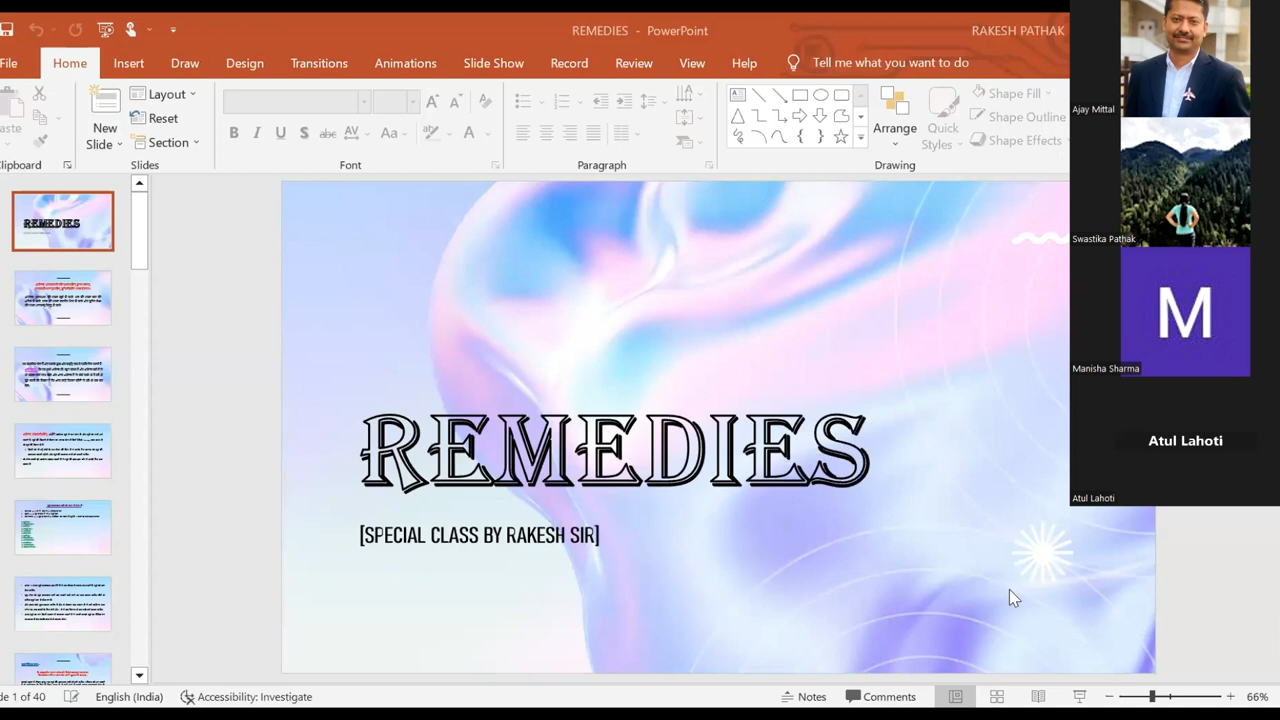 REMEDIES - PowerPoint
RAKESH PATHAK
File
Home
Insert
Draw
Design
Transitions
Animations
Slide Show
Record
Review
View
Help
Tell me what you want to do
New
Slide
Layout
Reset
Section
Slides
Font
Paragraph
Arrange
Quick
Styles
Shape Fill
Shape Outline
Shape Effects
Drawing
REMEDIES
REMEDIES
[SPECIAL CLASS BY RAKESH SIR]
Ajay Mittal
Swastika Pathak
M
Manisha Sharma
Atul Lahoti
Atul Lahoti
1 of 40
English (India)
Accessibility: Investigate
Notes
Comments
66%